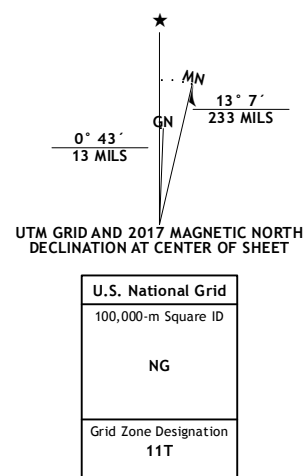 ★
MN
GN
13° 7´
233 MILS
0° 43´
13 MILS
UTM GRID AND 2017 MAGNETIC NORTH
DECLINATION AT CENTER OF SHEET
U.S. National Grid
100,000-m Square ID
NG
Grid Zone Designation
11T